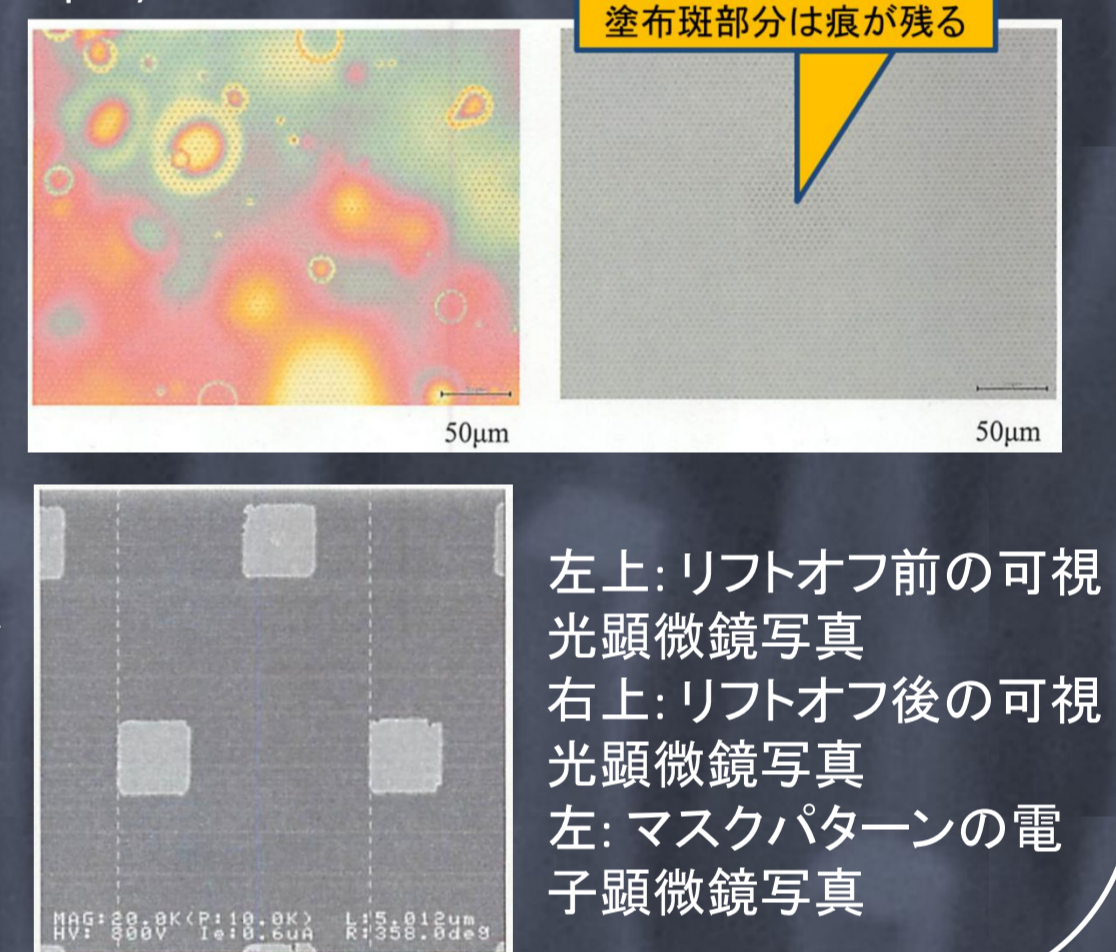 塗布斑部分は痕が残る
50μm
50μm
左上: リフトオフ前の可視
光顕微鏡写真
右上: リフトオフ後の可視
光顕微鏡写真
左: マスクパターンの電
子顕微鏡写真
MAG:20.0K(P:10.0K) L:5.012um
HV: 800V Ie:0.6uA R:358.0deg